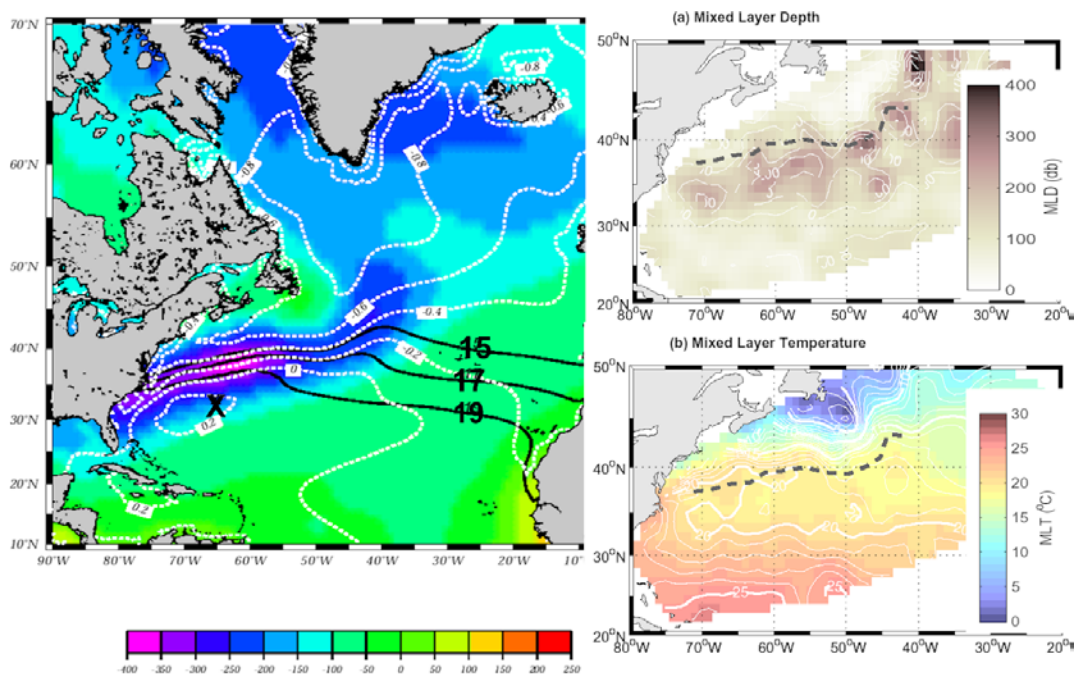 70°N
60°N
50°N
40°N
30°N
20°N
10°N
90°W 80°W 70°W 60°W 50°W 40°W 30°W 20°W 10°W
-0.8
-0.8
-0.8
-0.6
-0.4
-0.2
0
0.2
0.2
15
17
19
X
-400 -350 -300 -250 -200 -150 -100 -50 0 50 100 150 200 250
(a) Mixed Layer Depth
50°N
40°N
30°N
20°N
80°W 70°W 60°W 50°W 40°W 30°W 20°W
400
300
200
100
0
MLD (db)
(b) Mixed Layer Temperature
50°N
40°N
30°N
20°N
80°W 70°W 60°W 50°W 40°W 30°W 20°W
20
25
30
25
20
15
10
5
0
MLT (°C)